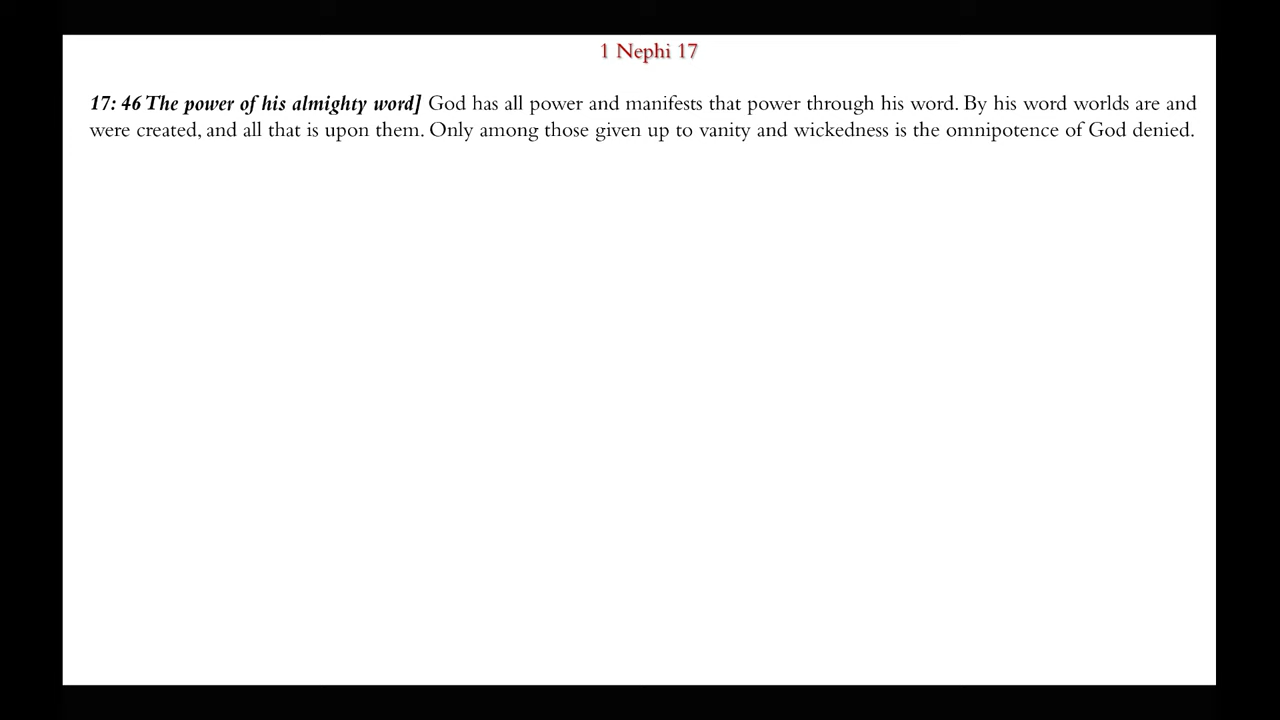 1 Nephi 17
17: 46 The power of his almighty word] God has all power and manifests that power through his word. By his word worlds are and
were created, and all that is upon them. Only among those given up to vanity and wickedness is the omnipotence of God denied.